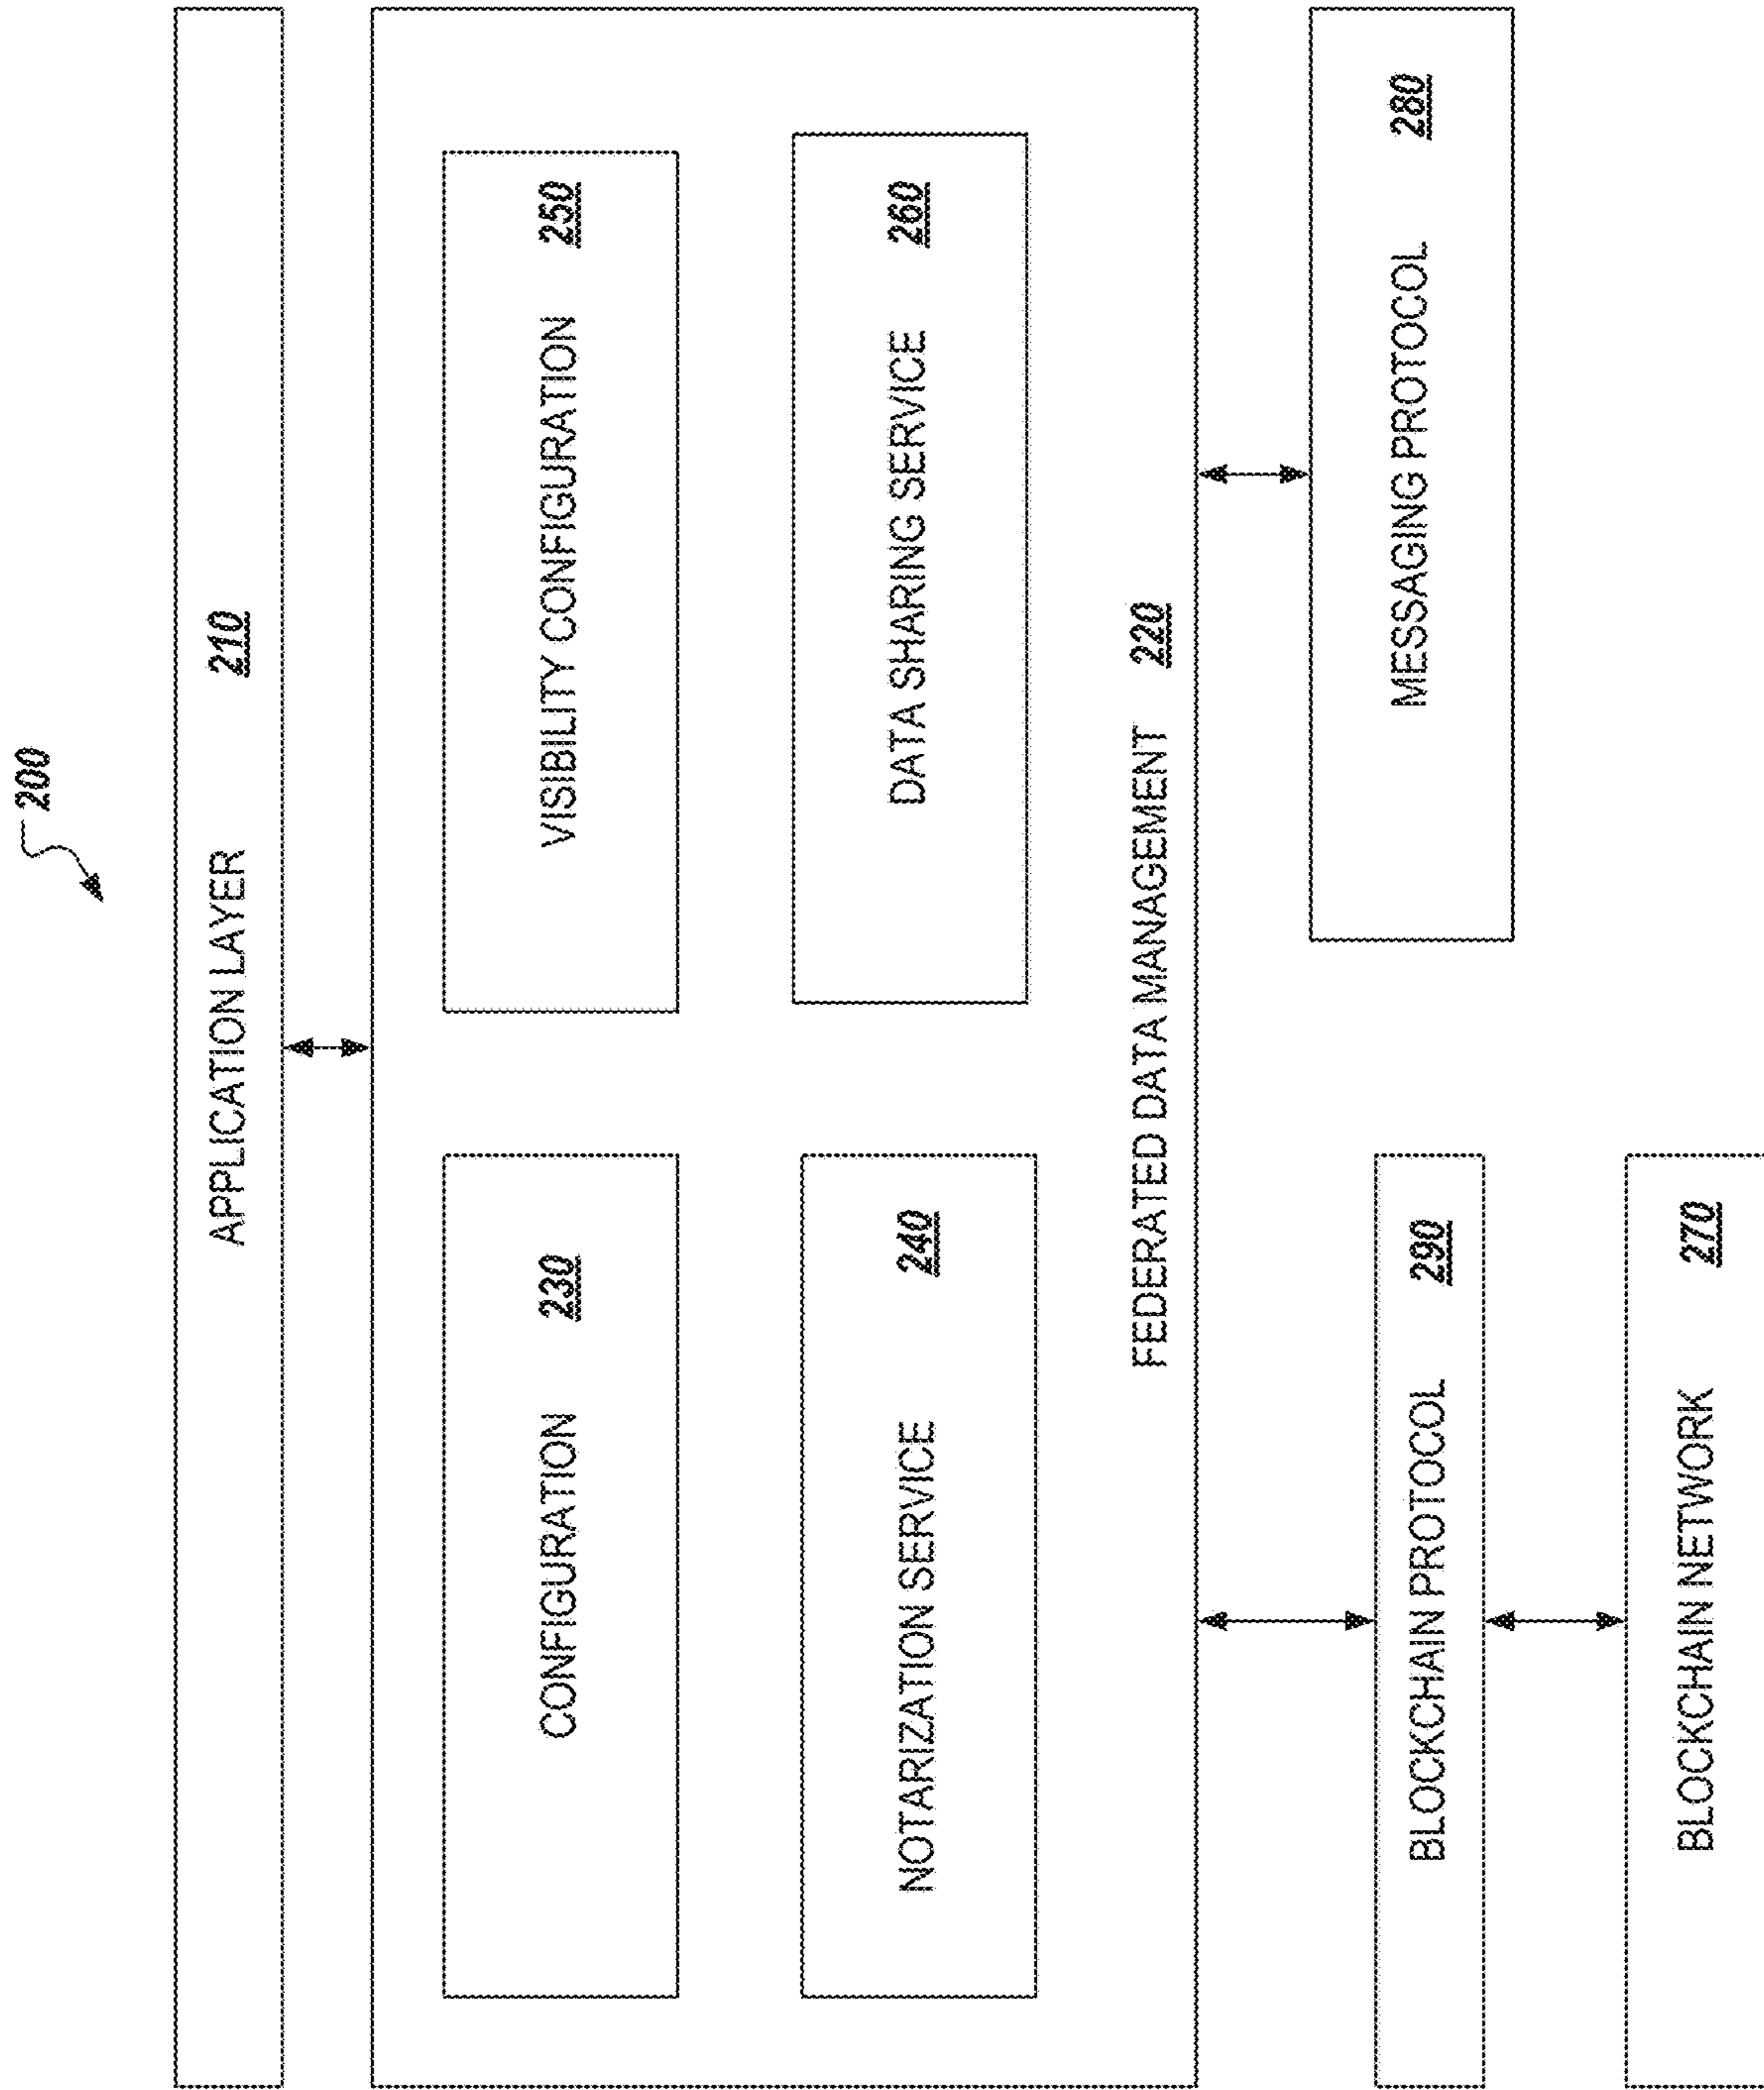 200
APPLICATION LAYER 210
CONFIGURATION 230
VISIBILITY CONFIGURATION 250
NOTARIZATION SERVICE 240
DATA SHARING SERVICE 260
FEDERATED DATA MANAGEMENT 220
BLOCKCHAIN PROTOCOL 290
MESSAGING PROTOCOL 280
BLOCKCHAIN NETWORK 270